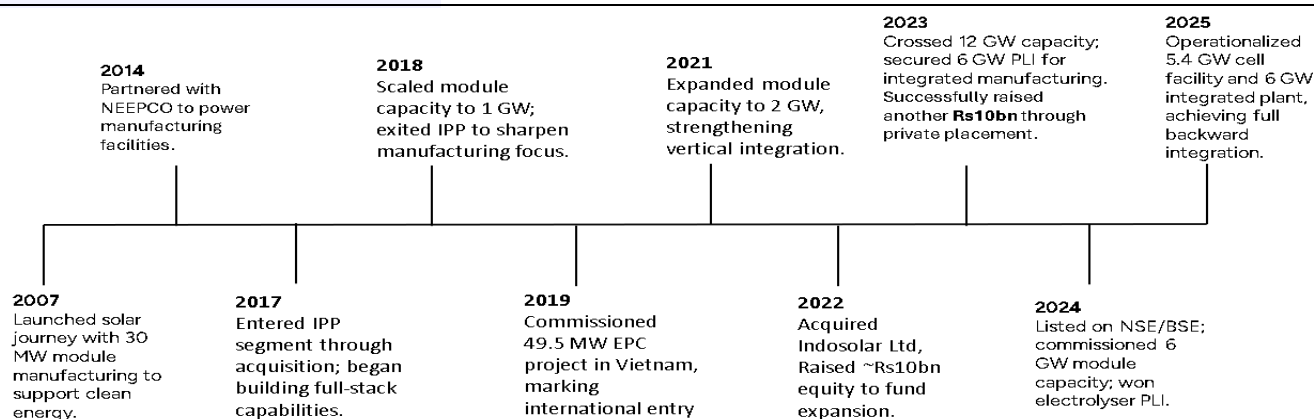 2014
Partnered with
NEEPCO to power
manufacturing
facilities.
2018
Scaled module
capacity to 1 GW;
exited IPP to sharpen
manufacturing focus.
2021
Expanded module
capacity to 2 GW,
strengthening
vertical integration.
2023
Crossed 12 GW capacity;
secured 6 GW PLI for
integrated manufacturing.
Successfully raised
another Rs10bn through
private placement.
2025
Operationalized
5.4 GW cell
facility and 6 GW
integrated plant,
achieving full
backward
integration.
2007
Launched solar
journey with 30
MW module
manufacturing to
support clean
energy.
2017
Entered IPP
segment through
acquisition; began
building full-stack
capabilities.
2019
Commissioned
49.5 MW EPC
project in Vietnam,
marking
international entry
2022
Acquired
Indosolar Ltd,
Raised ~Rs10bn
equity to fund
expansion.
2024
Listed on NSE/BSE;
commissioned 6
GW module
capacity; won
electrolyser PLI.